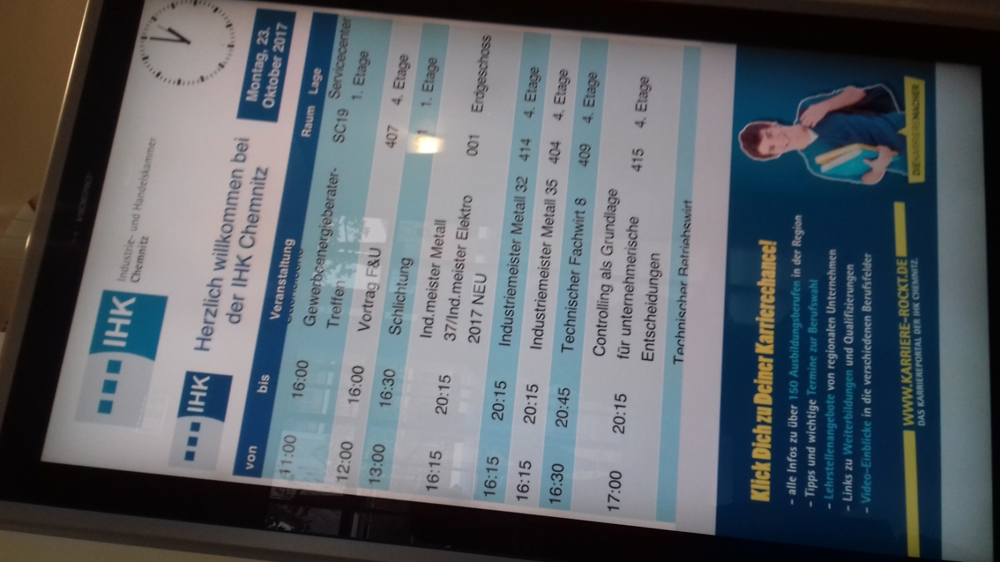 IHK
Industrie- und Handelskammer
Chemnitz
IHK
Herzlich willkommen bei
der IHK Chemnitz
Montag, 23.
Oktober 2017
von bis Veranstaltung Raum Lage
11:00 16:00 Gewerbeenergieberater- SC19 Servicecenter
Treffen
12:00 16:00 Vortrag F&U 1. Etage
13:00 16:30 Schlichtung 407 4. Etage
16:15 20:15 Ind.meister Metall 1. Etage
37/Ind.meister Elektro
2017 NEU 001 Erdgeschoss
16:15 20:15 Industriemeister Metall 32 414 4. Etage
16:15 20:15 Industriemeister Metall 35 404 4. Etage
16:30 20:45 Technischer Fachwirt 8 409 4. Etage
17:00 20:15 Controlling als Grundlage 415 4. Etage
für unternehmerische
Entscheidungen
Technischer Betriebswirt
Klick Dich zu Deiner Karrierechance!
- alle Infos zu über 150 Ausbildungsberufen in der Region
- Tipps und wichtige Termine zur Berufswahl
- Lehrstellenangebote von regionalen Unternehmen
- Links zu Weiterbildungen und Qualifizierungen
- Video-Einblicke in die verschiedenen Berufsfelder
WWW.KARRIERE-ROCKT.DE
DAS KARRIEREPORTAL DER IHK CHEMNITZ.
DIEKARRIEREMACHER